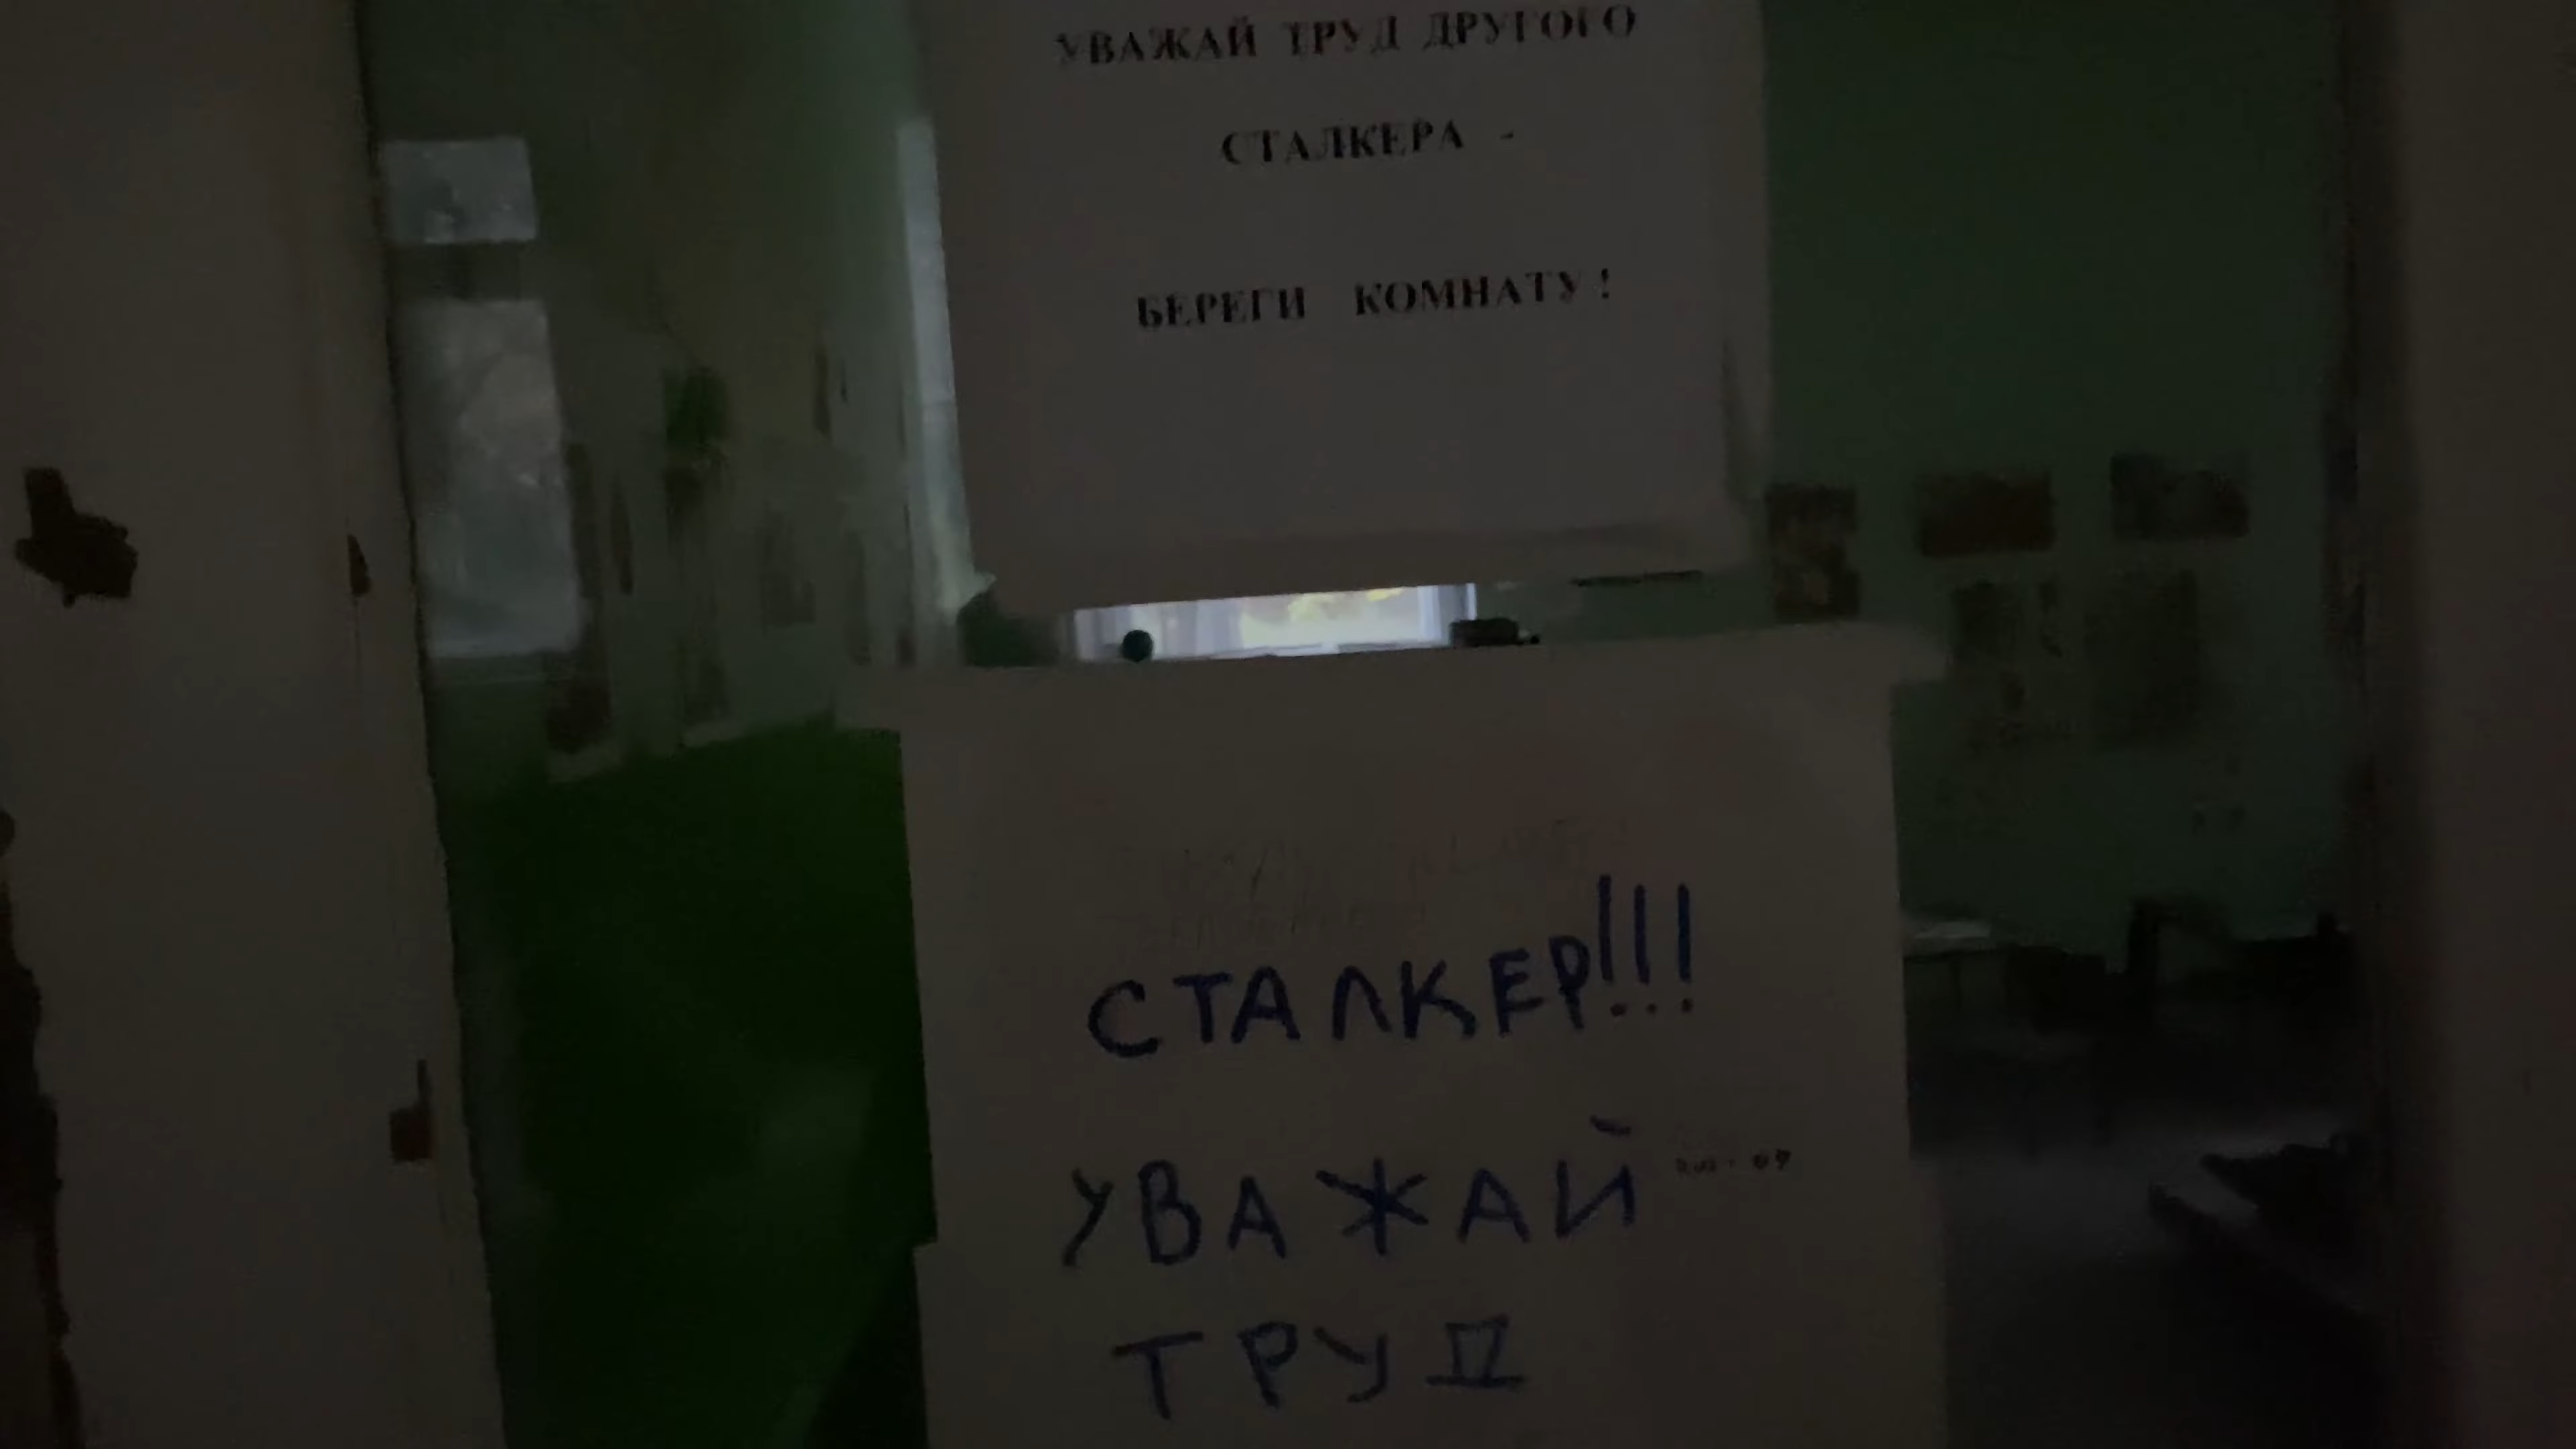 УВАЖАЙ ТРУД ДРУГОГО
СТАЛКЕРА -
БЕРЕГИ КОМНАТУ!
СТАЛКЕР!!!
УВАЖАЙ
ТРУД